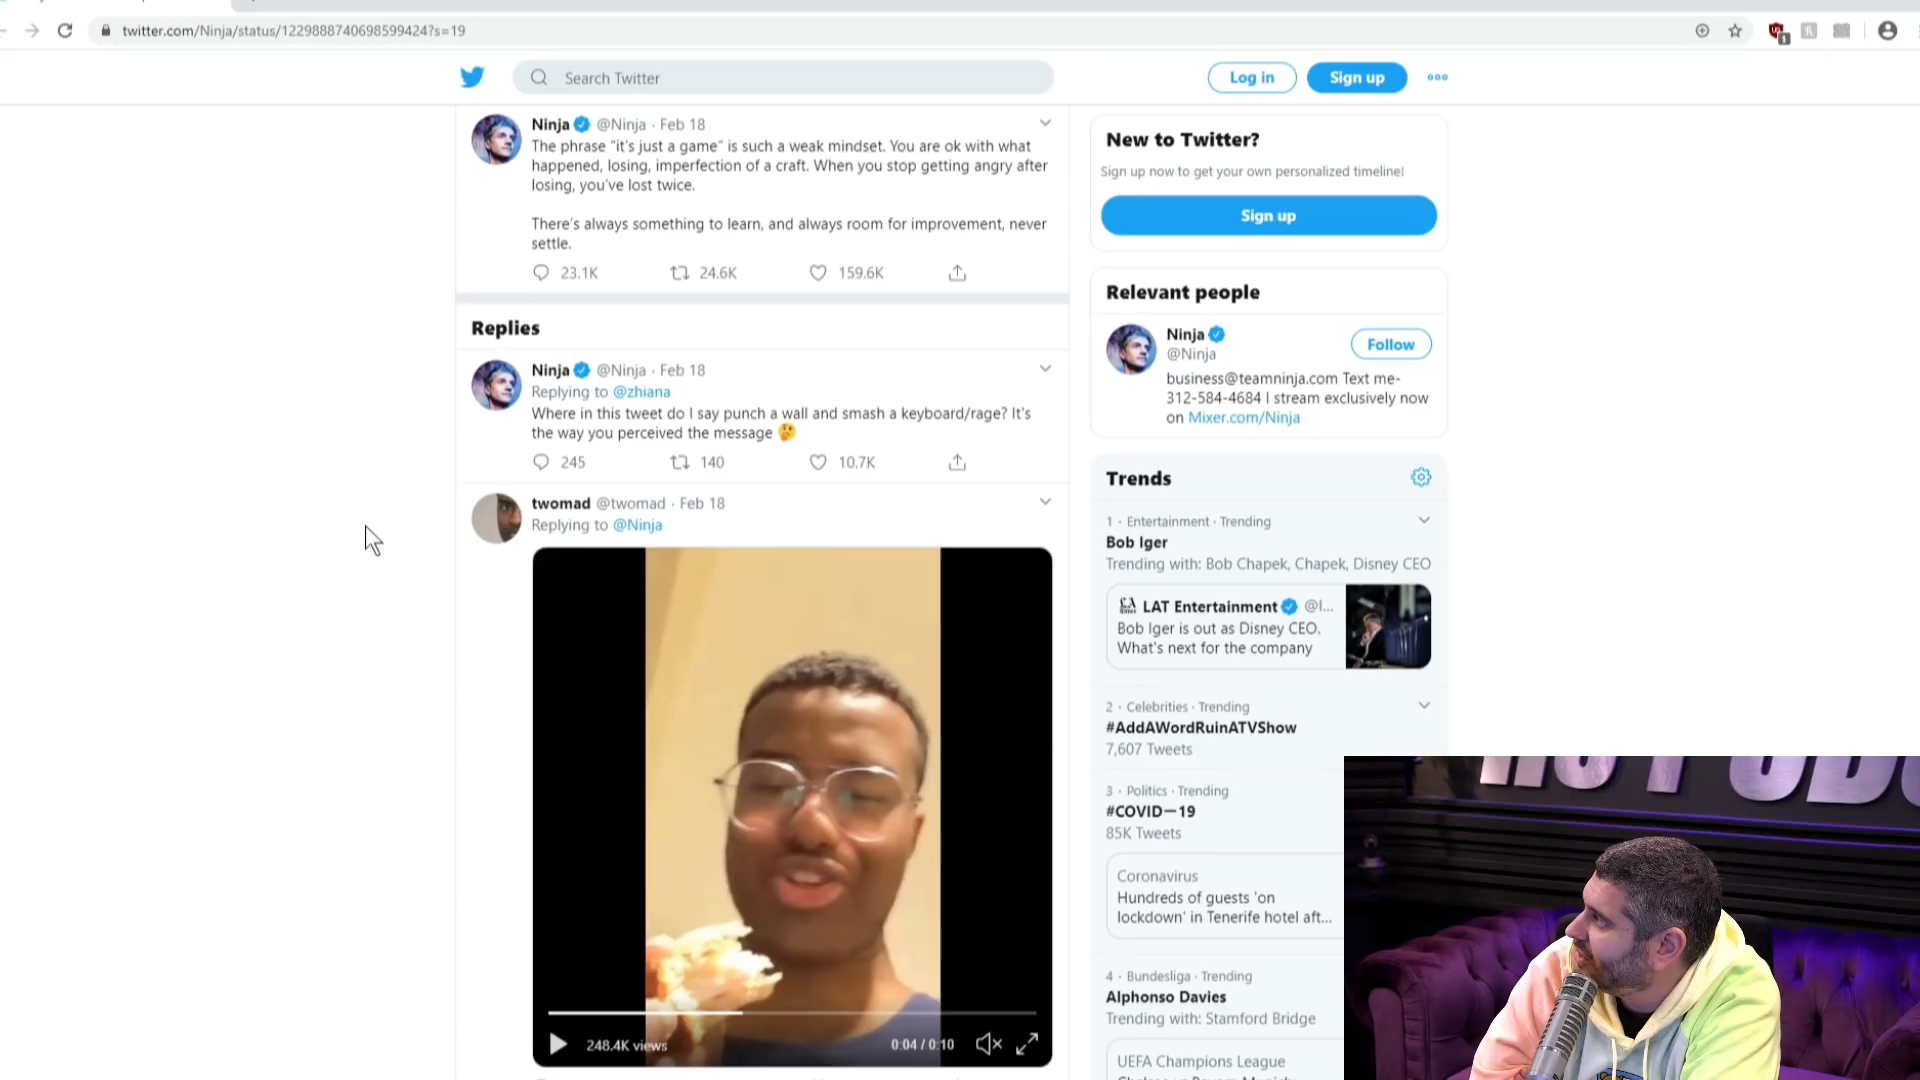 twitter.com/Ninja/status/1229888740698599424?s=19
Search Twitter
Log in
Sign up
Ninja @Ninja · Feb 18
The phrase "it's just a game" is such a weak mindset. You are ok with what
happened, losing, imperfection of a craft. When you stop getting angry after
losing, you've lost twice.
There's always something to learn, and always room for improvement, never
settle.
23.1K 24.6K 159.6K
Replies
Ninja @Ninja · Feb 18
Replying to @zhiana
Where in this tweet do I say punch a wall and smash a keyboard/rage? It's
the way you perceived the message 🤔
245 140 10.7K
twomad @twomad · Feb 18
Replying to @Ninja
248.4K views
0:04 / 0:10
New to Twitter?
Sign up now to get your own personalized timeline!
Sign up
Relevant people
Ninja
@Ninja
Follow
business@teamninja.com Text me-
312-584-4684 I stream exclusively now
on Mixer.com/Ninja
Trends
1 · Entertainment · Trending
Bob Iger
Trending with: Bob Chapek, Chapek, Disney CEO
LAT Entertainment @l...
Bob Iger is out as Disney CEO.
What's next for the company
2 · Celebrities · Trending
#AddAWordRuinATVShow
7,607 Tweets
3 · Politics · Trending
#COVID—19
85K Tweets
Coronavirus
Hundreds of guests 'on
lockdown' in Tenerife hotel aft...
4 · Bundesliga · Trending
Alphonso Davies
Trending with: Stamford Bridge
UEFA Champions League